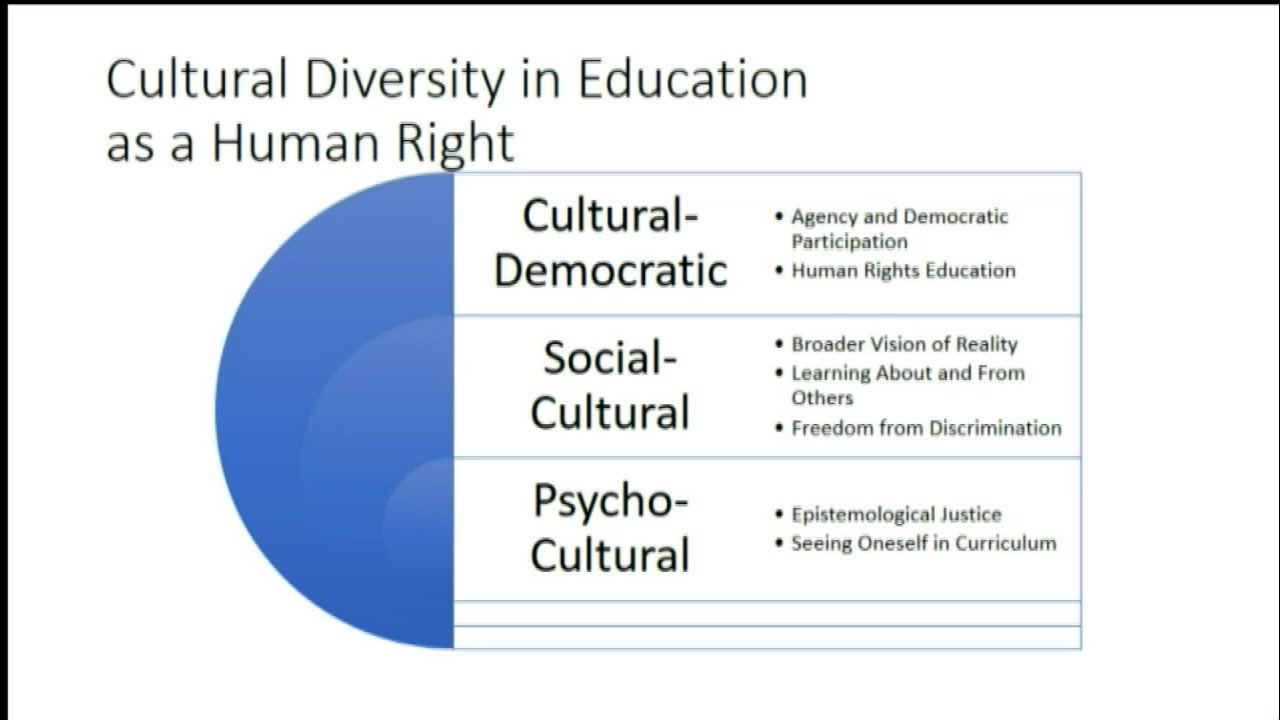 Cultural Diversity in Education
as a Human Right
Cultural-
Democratic
• Agency and Democratic
Participation
• Human Rights Education
Social-
Cultural
• Broader Vision of Reality
• Learning About and From
Others
• Freedom from Discrimination
Psycho-
Cultural
• Epistemological Justice
• Seeing Oneself in Curriculum